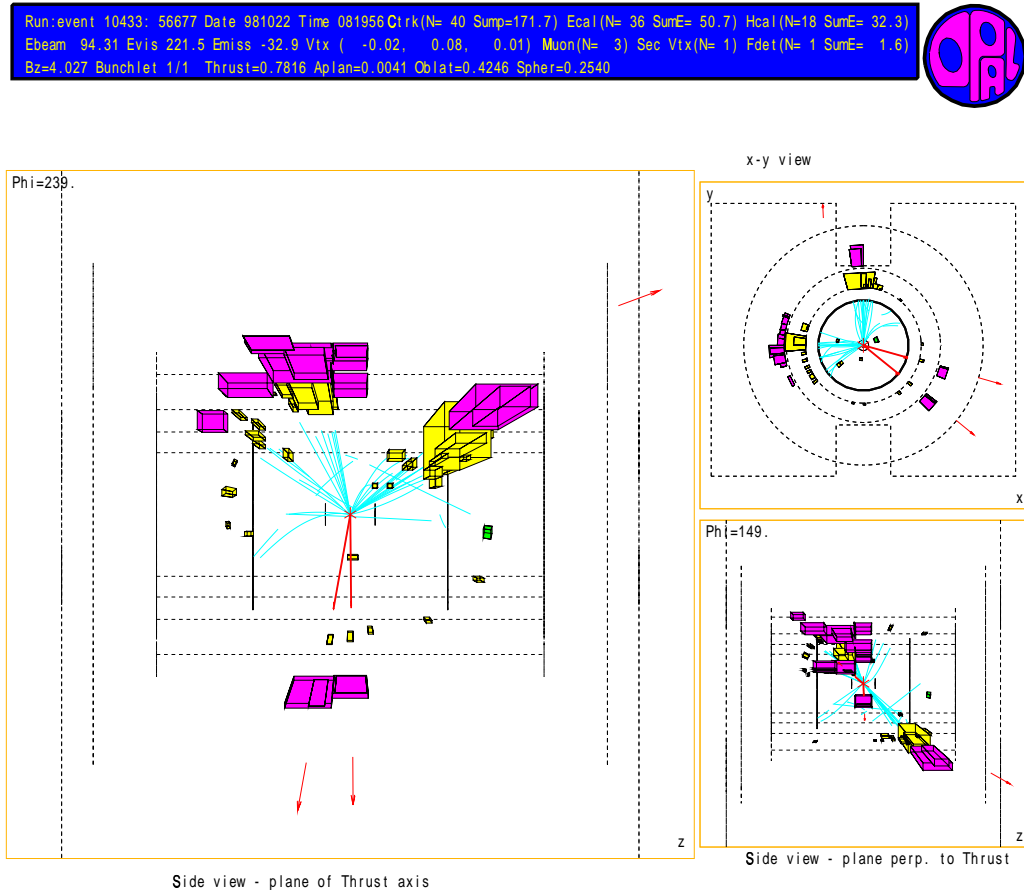 Run:event 10433: 56677 Date 981022 Time 081956 Ctrk(N= 40 Sump=171.7) Ecal(N= 36 SumE= 50.7) Hcal(N=18 SumE= 32.3)
Ebeam 94.31 Evis 221.5 Emiss -32.9 Vtx ( -0.02, 0.08, 0.01) Muon(N= 3) Sec Vtx(N= 1) Fdet(N= 1 SumE= 1.6)
Bz=4.027 Bunchlet 1/1 Thrust=0.7816 Aplan=0.0041 Oblat=0.4246 Spher=0.2540
OPAL
x-y view
Phi=239.
y
x
Phi=149.
z
z
Side view - plane perp. to Thrust
Side view - plane of Thrust axis